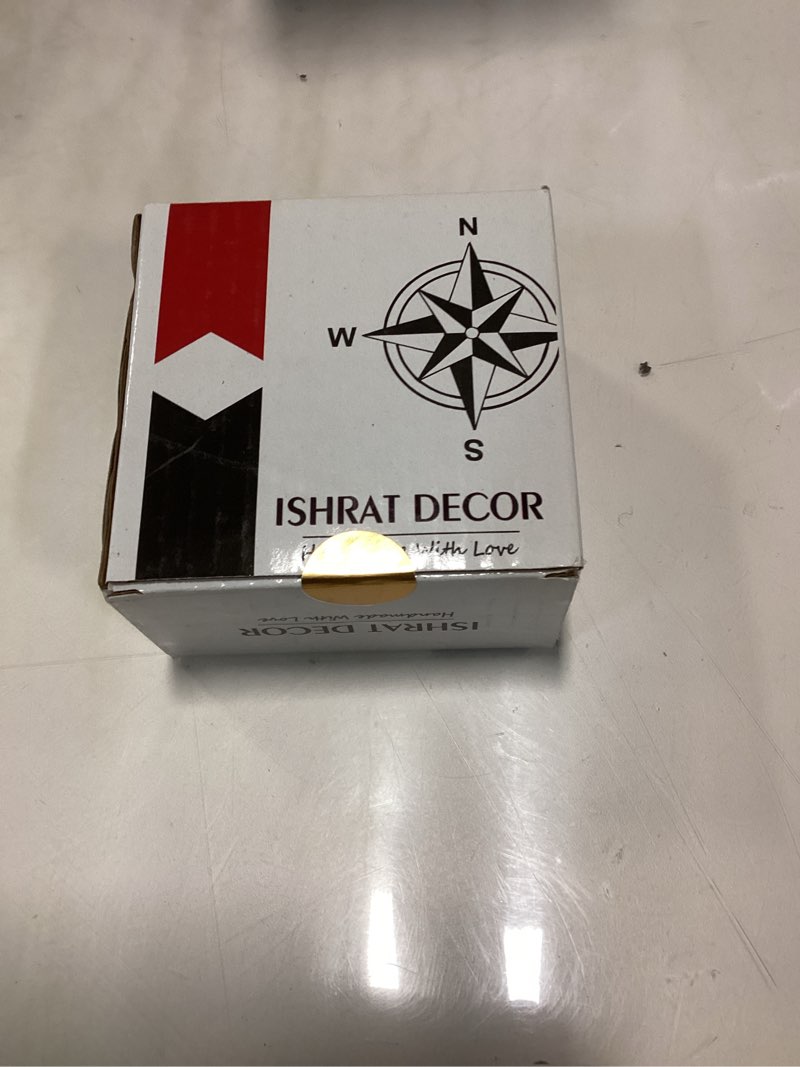 N
W
S
ISHRAT DECOR
With Love
ISHRAT DECOR
Handmade With Love